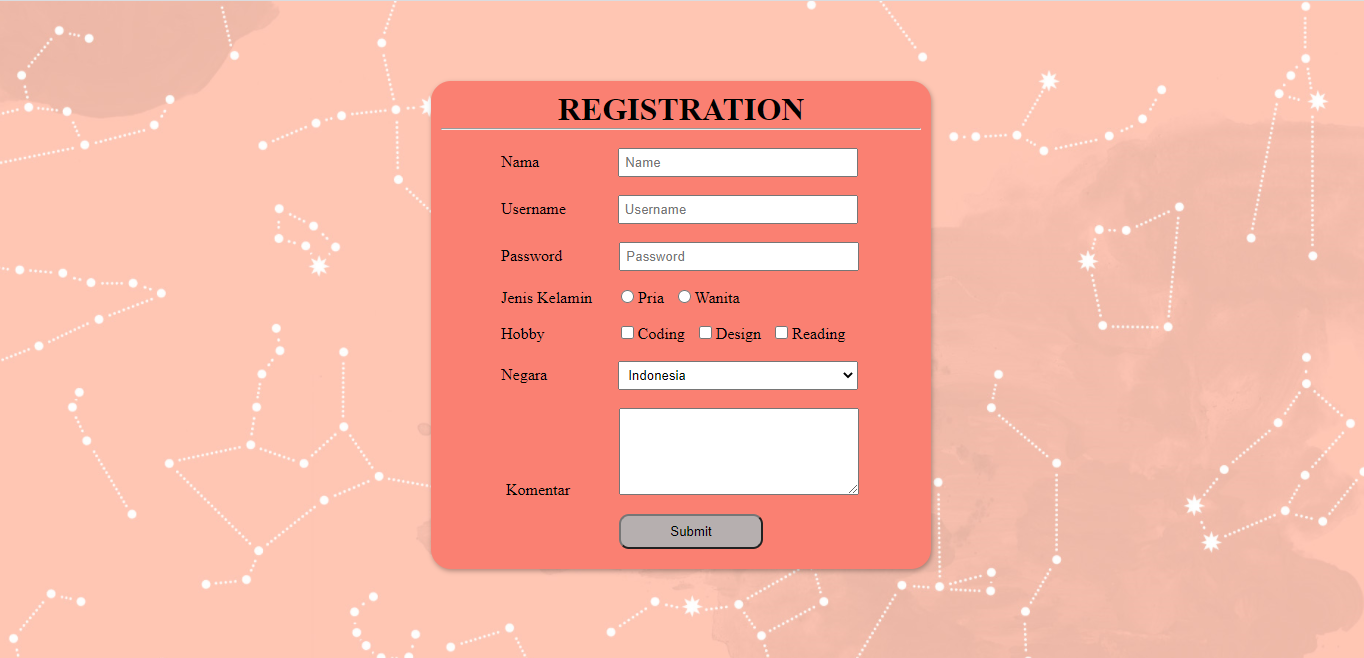 REGISTRATION
Nama Name
Username Username
Password Password
Jenis Kelamin Pria Wanita
Hobby Coding Design Reading
Negara Indonesia
Komentar
Submit